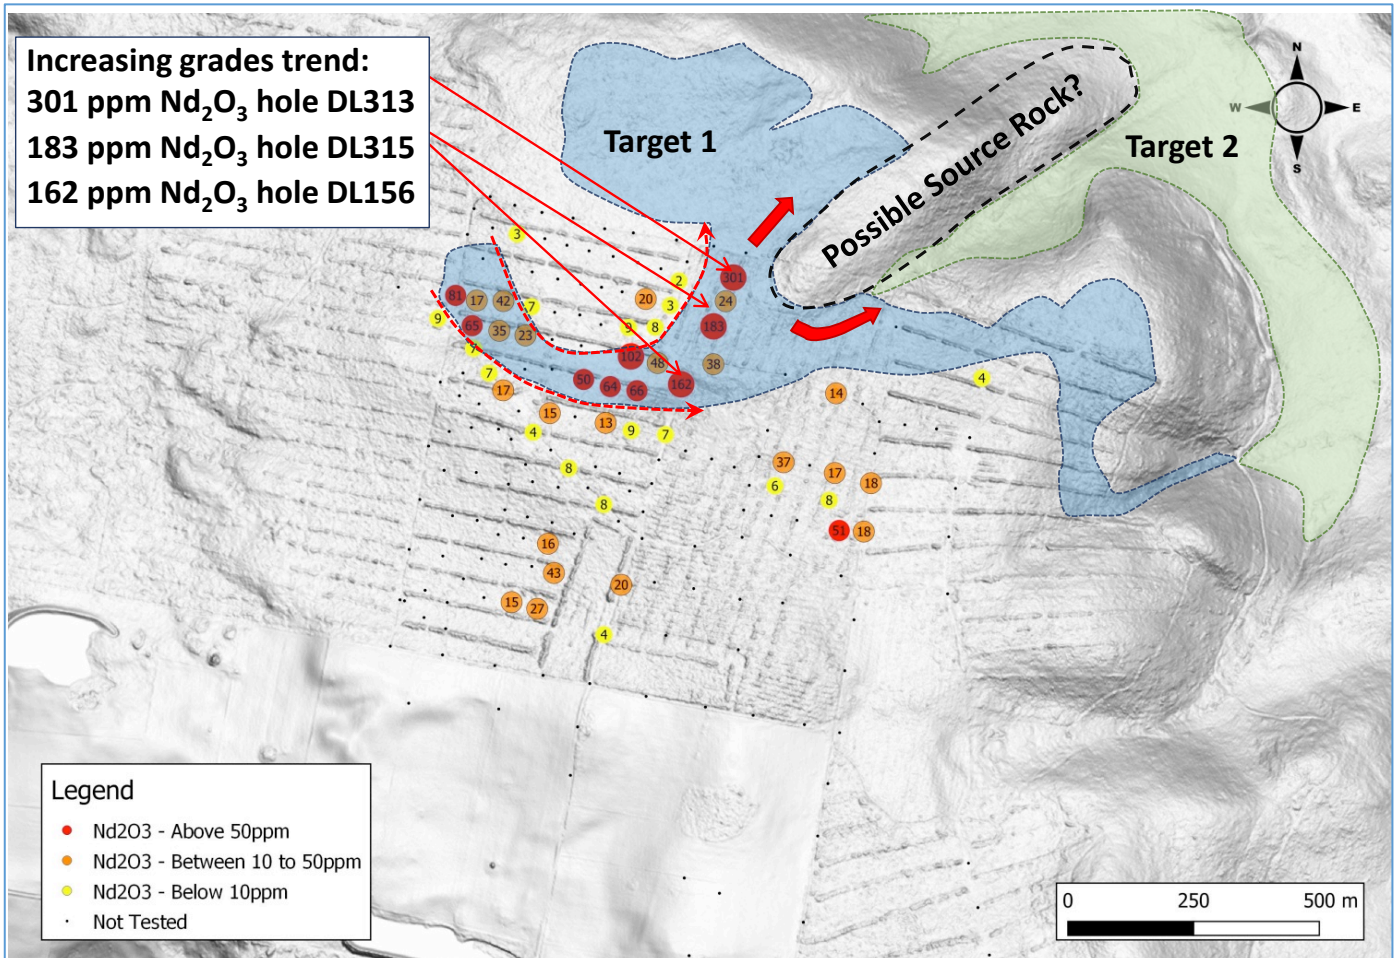 Increasing grades trend:
301 ppm Nd₂O₃ hole DL313
183 ppm Nd₂O₃ hole DL315
162 ppm Nd₂O₃ hole DL156
Target 1
Possible Source Rock?
Target 2
N
W E
S
3
2
301
81 17 42 7
20 3 24
9
65 35 23
9 8 183
7
102 48 38
7
17
50 64 66 162
4
14
15
13
4 9 7
8
37 17 18
6 8
8
51 18
16
43
20
15 27
4
Legend
Nd2O3 - Above 50ppm
Nd2O3 - Between 10 to 50ppm
Nd2O3 - Below 10ppm
Not Tested
0 250 500 m